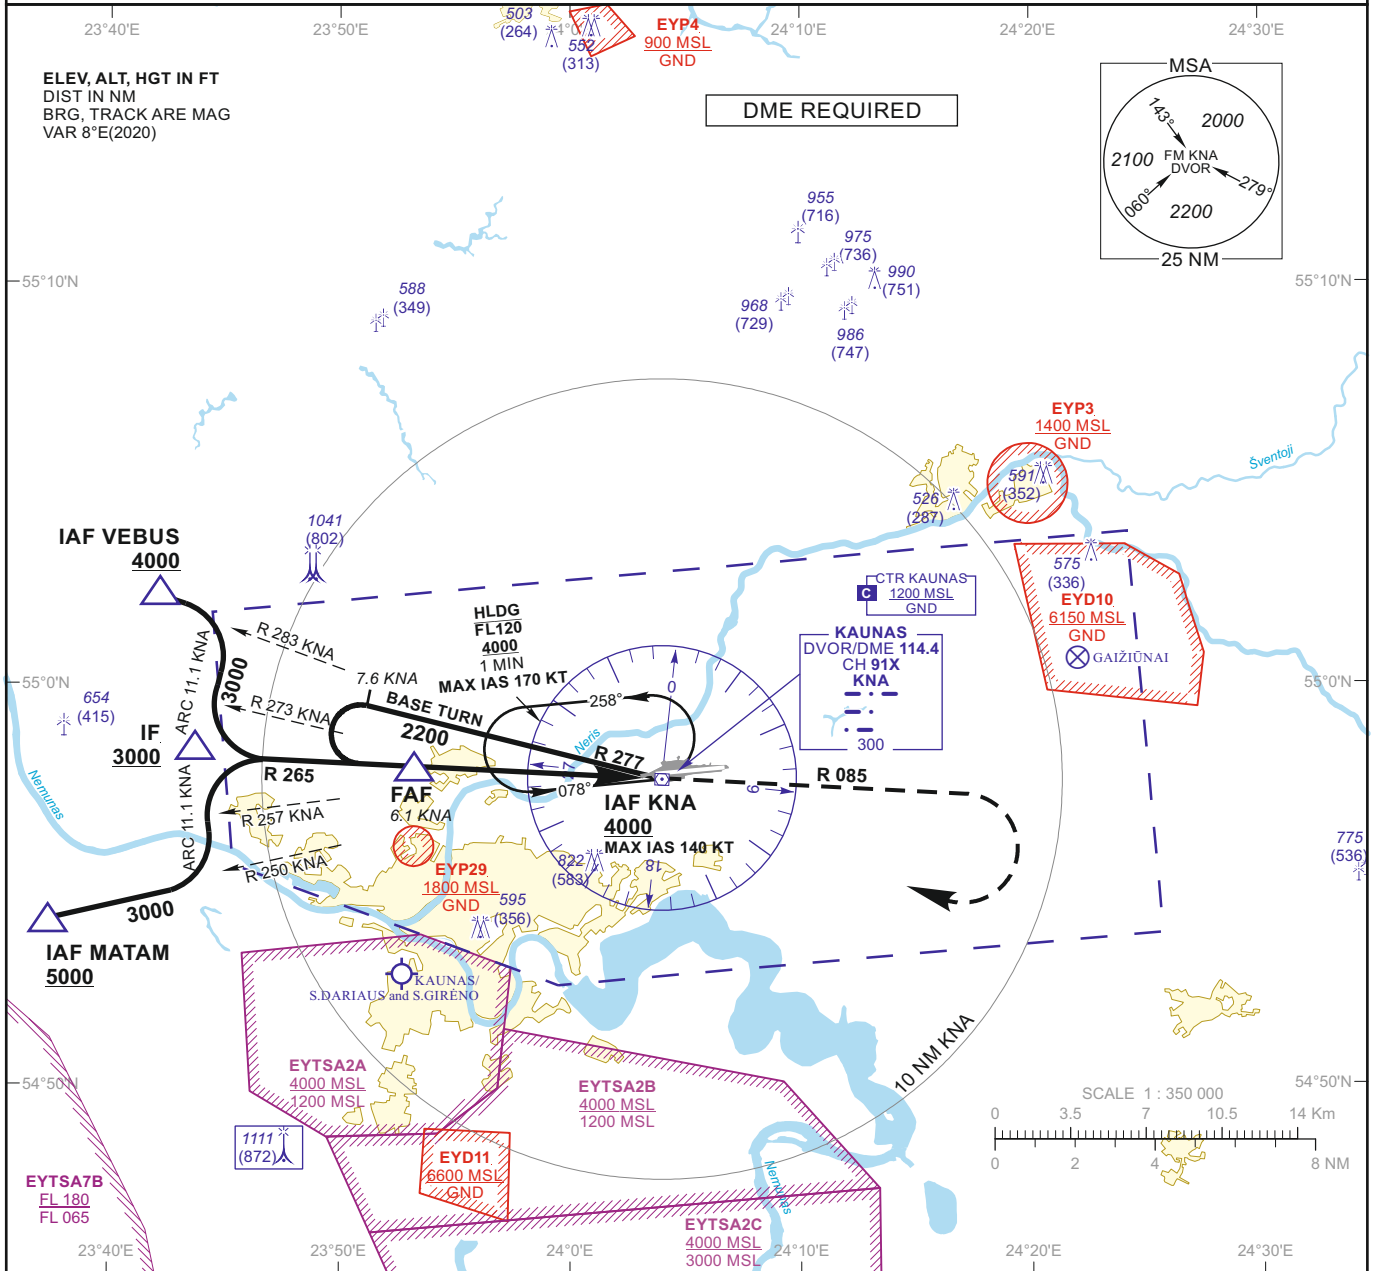 23°40'E
23°50'E
24°0'E
24°10'E
24°20'E
24°30'E
503
(264)
552
(313)
EYP4
900 MSL
GND
ELEV, ALT, HGT IN FT
DIST IN NM
BRG, TRACK ARE MAG
VAR 8°E(2020)
DME REQUIRED
MSA
143°
2000
2100
FM KNA
DVOR
060°
279°
2200
25 NM
955
(716)
975
(736)
990
(751)
968
(729)
986
(747)
55°10'N
55°10'N
588
(349)
EYP3
1400 MSL
GND
Šventoji
591
(352)
526
(287)
1041
(802)
IAF VEBUS
4000
575
(336)
EYD10
6150 MSL
GND
GAIŽIŪNAI
C
CTR KAUNAS
1200 MSL
GND
HLDG
FL120
4000
1 MIN
MAX IAS 170 KT
KAUNAS
DVOR/DME 114.4
CH 91X
KNA
300
R 283 KNA
ARC 11.1 KNA
3000
7.6 KNA
BASE TURN
2200
258°
0
55°0'N
55°0'N
654
(415)
R 273 KNA
IF
3000
Neris
R 277
27
R 265
078°
9
R 085
FAF
6.1 KNA
IAF KNA
4000
MAX IAS 140 KT
Nemunas
ARC 11.1 KNA
R 257 KNA
R 250 KNA
822
(583)
18
775
(536)
EYP29
1800 MSL
GND
595
(356)
3000
IAF MATAM
5000
KAUNAS/
S.DARIAUS and S.GIRĖNO
10 NM KNA
EYTSA2A
4000 MSL
1200 MSL
EYTSA2B
4000 MSL
1200 MSL
54°50'N
54°50'N
SCALE 1 : 350 000
0 3.5 7 10.5 14 Km
0 2 4 8 NM
1111
(872)
EYD11
6600 MSL
GND
Nemunas
EYTSA7B
FL 180
FL 065
EYTSA2C
4000 MSL
3000 MSL
23°40'E
23°50'E
24°0'E
24°10'E
24°20'E
24°30'E